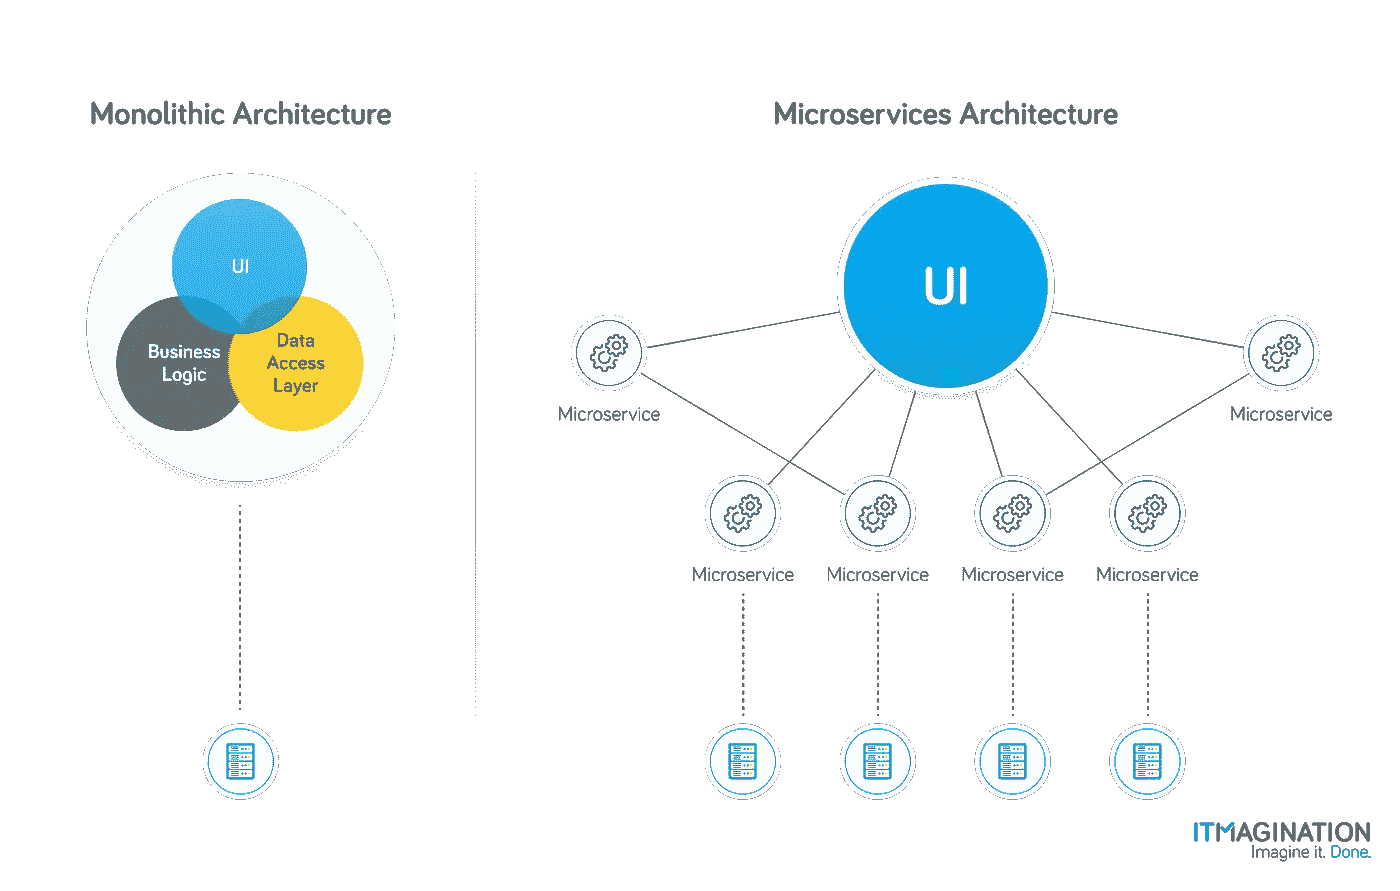 Monolithic Architecture
Microservices Architecture
UI
Business
Logic
Data
Access
Layer
UI
Microservice
Microservice
Microservice
Microservice
Microservice
Microservice
ITMAGINATION
Imagine it. Done.